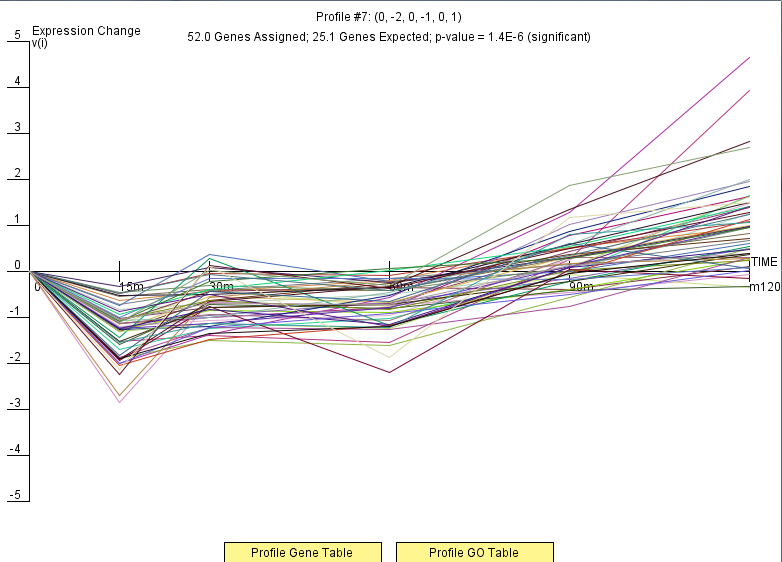 Profile #7: (0, -2, 0, -1, 0, 1)
Expression Change
v(i)
52.0 Genes Assigned; 25.1 Genes Expected; p-value = 1.4E-6 (significant)
5
4
3
2
1
0
TIME
0 15m 30m 60m 90m m120
-1
-2
-3
-4
-5
Profile Gene Table Profile GO Table